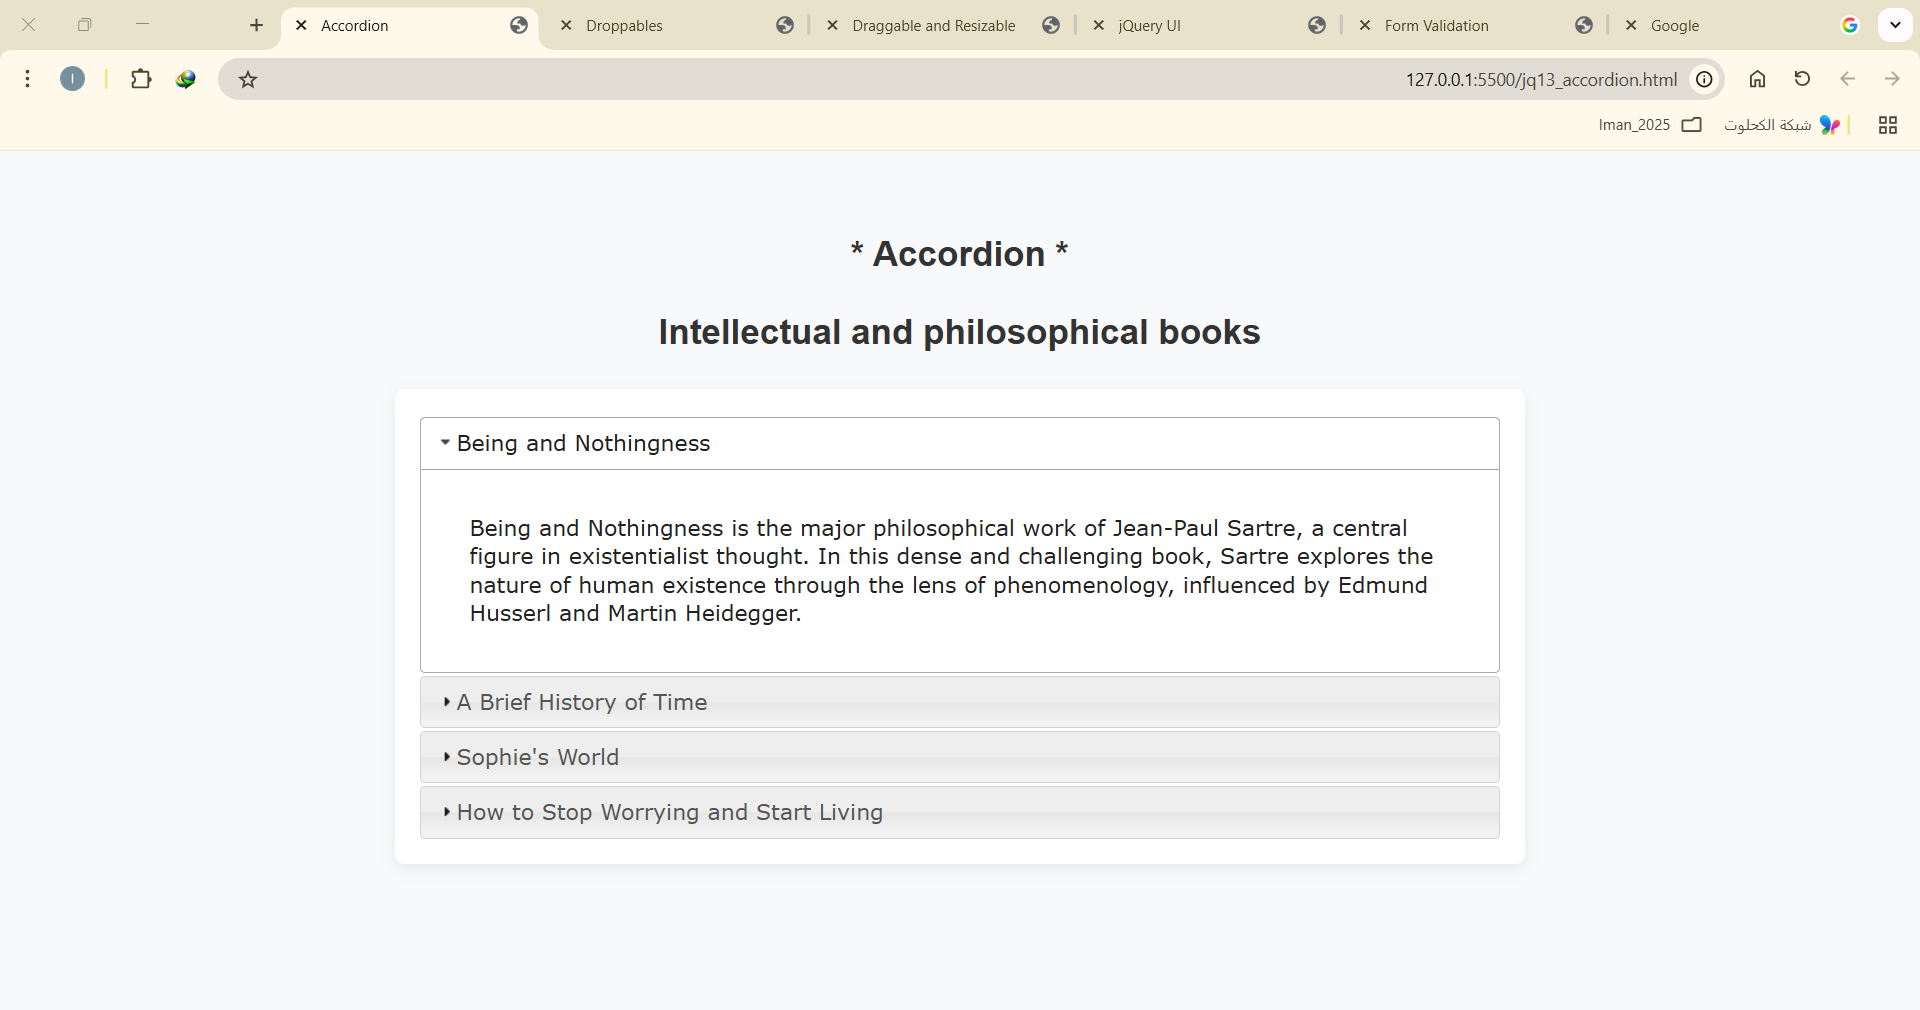 Accordion
Droppables
Draggable and Resizable
jQuery UI
Form Validation
Google
I
127.0.0.1:5500/jq13_accordion.html
Iman_2025
شبكة الكحلوت
* Accordion *
Intellectual and philosophical books
Being and Nothingness
Being and Nothingness is the major philosophical work of Jean-Paul Sartre, a central
figure in existentialist thought. In this dense and challenging book, Sartre explores the
nature of human existence through the lens of phenomenology, influenced by Edmund
Husserl and Martin Heidegger.
A Brief History of Time
Sophie's World
How to Stop Worrying and Start Living